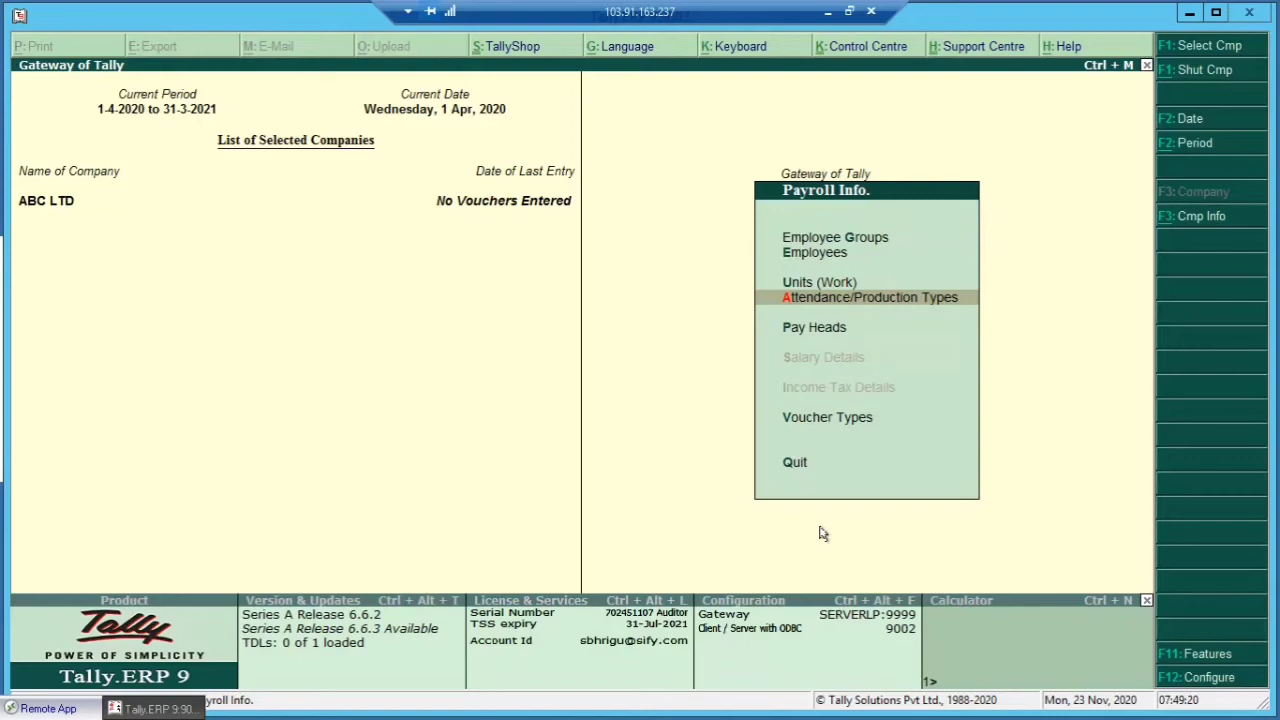 103.91.163.237
P: Print E: Export M: E-Mail O: Upload S: TallyShop G: Language K: Keyboard K: Control Centre H: Support Centre H: Help
Gateway of Tally Ctrl + M
Current Period Current Date
1-4-2020 to 31-3-2021 Wednesday, 1 Apr, 2020
List of Selected Companies
Name of Company Date of Last Entry
ABC LTD No Vouchers Entered
Gateway of Tally
Payroll Info.
Employee Groups
Employees
Units (Work)
Attendance/Production Types
Pay Heads
Salary Details
Income Tax Details
Voucher Types
Quit
F1: Select Cmp
F1: Shut Cmp
F2: Date
F2: Period
F3: Company
F3: Cmp Info
F11: Features
F12: Configure
Product
Tally
POWER OF SIMPLICITY
Tally.ERP 9
Version & Updates Ctrl + Alt + T
Series A Release 6.6.2
Series A Release 6.6.3 Available
TDLs: 0 of 1 loaded
License & Services Ctrl + Alt + L
Serial Number 702451107 Auditor
TSS expiry 31-Jul-2021
Account Id sbhrigu@sify.com
Configuration Ctrl + Alt + F
Gateway SERVERLP:9999
Client / Server with ODBC 9002
Calculator Ctrl + N
1>
yroll Info. © Tally Solutions Pvt Ltd., 1988-2020 Mon, 23 Nov, 2020 07:49:20
Remote App Tally.ERP 9:90...